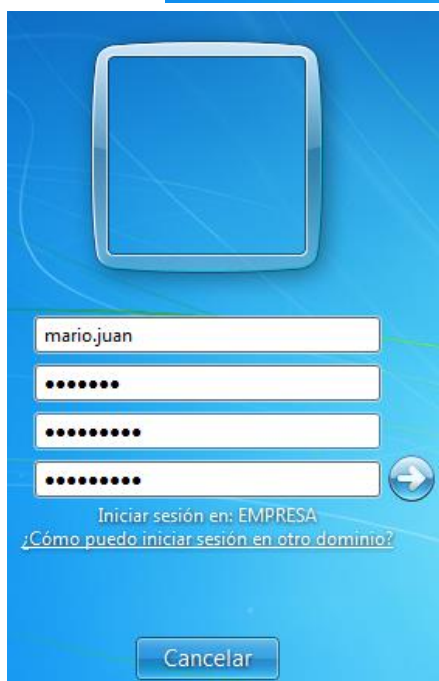 mario.juan
•••••••
•••••••••
•••••••••
Iniciar sesión en: EMPRESA
¿Cómo puedo iniciar sesión en otro dominio?
Cancelar